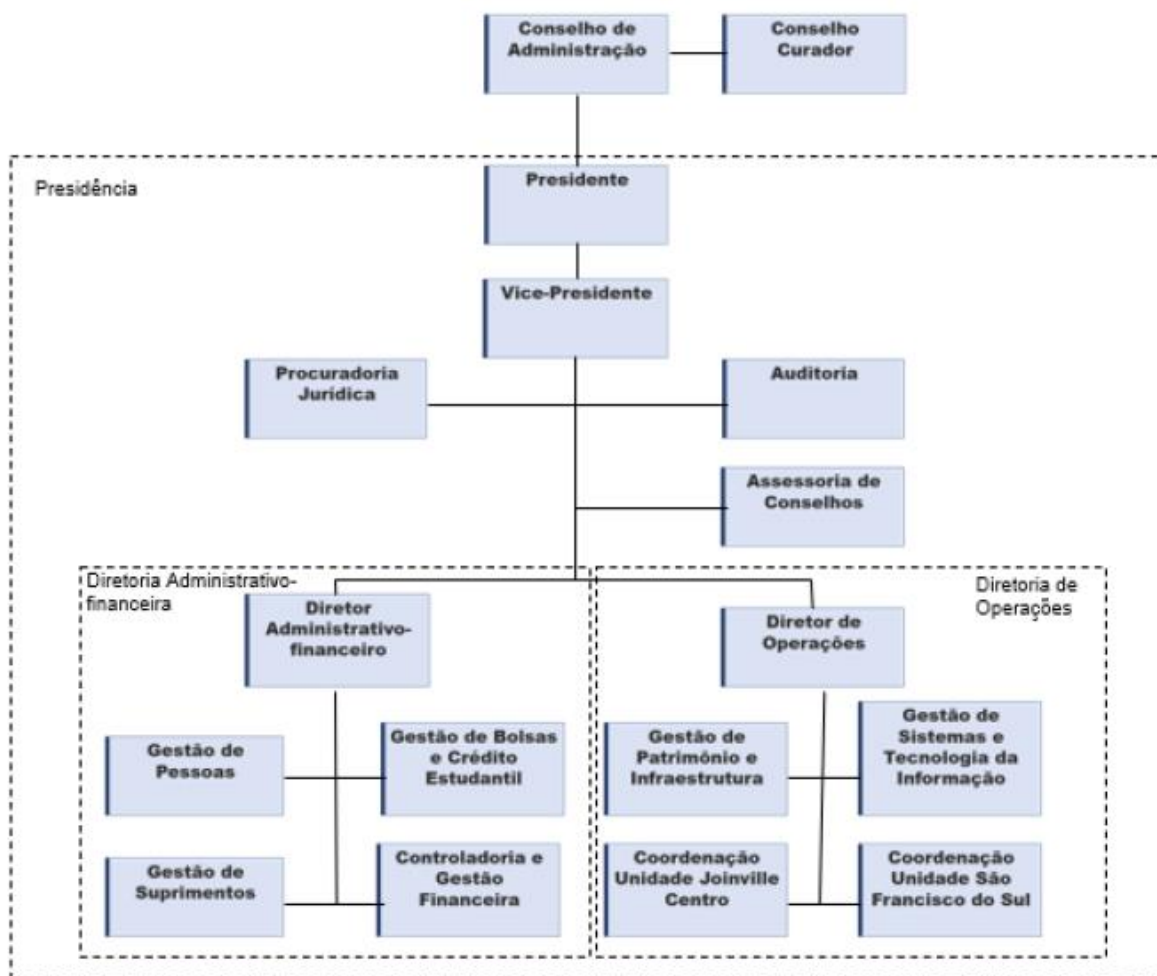 Conselho de
Administração
Conselho
Curador
Presidência
Presidente
Vice-Presidente
Procuradoria
Jurídica
Auditoria
Assessoria de
Conselhos
Diretoria Administrativo-
financeira
Diretoria de
Operações
Diretor
Administrativo-
financeiro
Diretor de
Operações
Gestão de
Pessoas
Gestão de Bolsas
e Crédito
Estudantil
Gestão de
Patrimônio e
Infraestrutura
Gestão de
Sistemas e
Tecnologia da
Informação
Gestão de
Suprimentos
Controladoria e
Gestão
Financeira
Coordenação
Unidade Joinville
Centro
Coordenação
Unidade São
Francisco do Sul